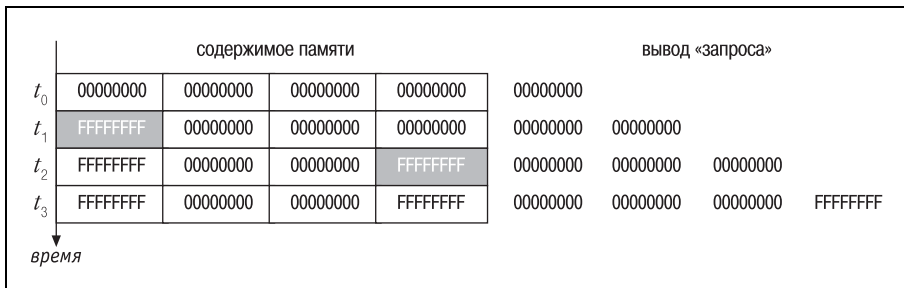 содержимое памяти вывод «запроса»
t0 00000000 00000000 00000000 00000000 00000000
t1 FFFFFFFF 00000000 00000000 00000000 00000000 00000000
t2 FFFFFFFF 00000000 00000000 FFFFFFFF 00000000 00000000 00000000
t3 FFFFFFFF 00000000 00000000 FFFFFFFF 00000000 00000000 00000000 FFFFFFFF
время